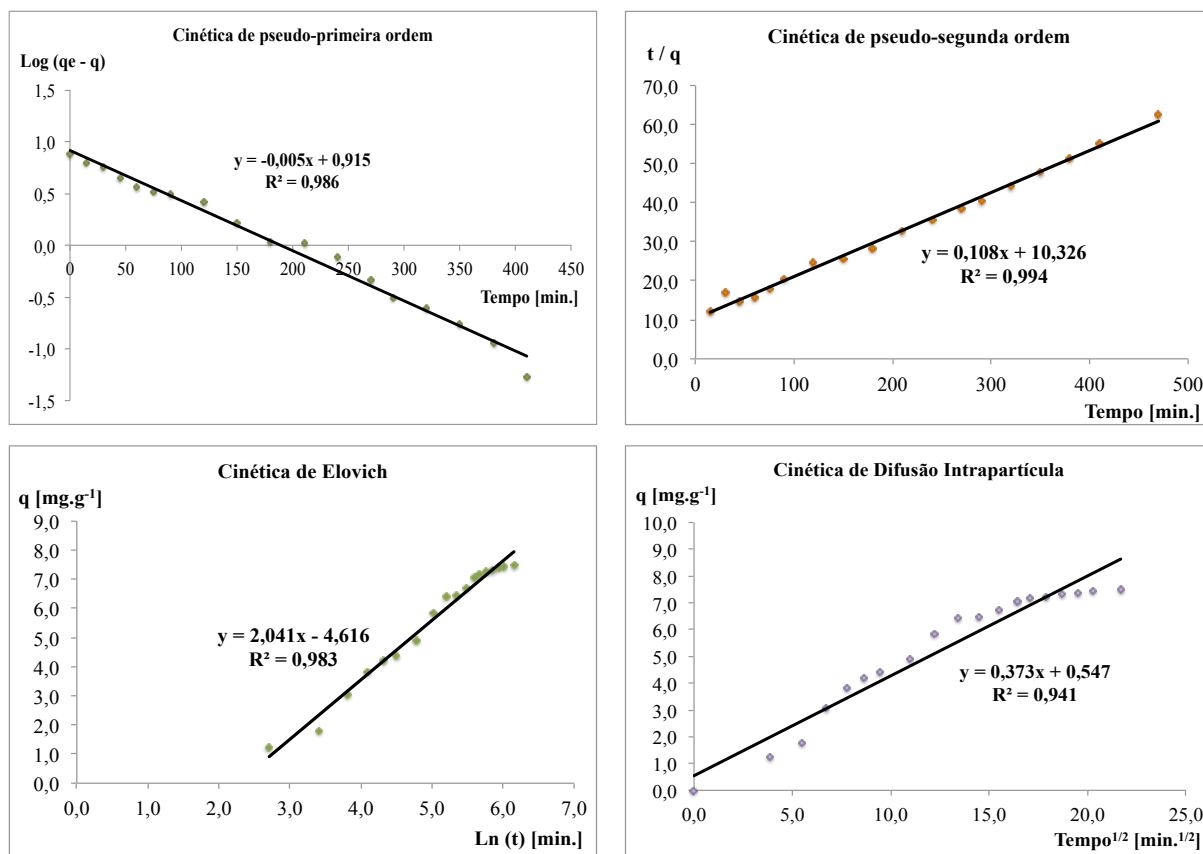 Cinética de pseudo-primeira ordem
Log (qe - q)
1,5
1,0
0,5
0,0
-0,5
-1,0
-1,5
y = -0,005x + 0,915
R² = 0,986
0 50 100 150 200 250 300 350 400 450
Tempo [min.]
Cinética de pseudo-segunda ordem
t / q
70,0
60,0
50,0
40,0
30,0
20,0
10,0
0,0
y = 0,108x + 10,326
R² = 0,994
0 100 200 300 400 500
Tempo [min.]
Cinética de Elovich
q [mg.g-1]
9,0
8,0
7,0
6,0
5,0
4,0
3,0
2,0
1,0
0,0
y = 2,041x - 4,616
R² = 0,983
0,0 1,0 2,0 3,0 4,0 5,0 6,0 7,0
Ln (t) [min.]
Cinética de Difusão Intrapartícula
q [mg.g-1]
10,0
9,0
8,0
7,0
6,0
5,0
4,0
3,0
2,0
1,0
0,0
y = 0,373x + 0,547
R² = 0,941
0,0 5,0 10,0 15,0 20,0 25,0
Tempo1/2 [min.1/2]